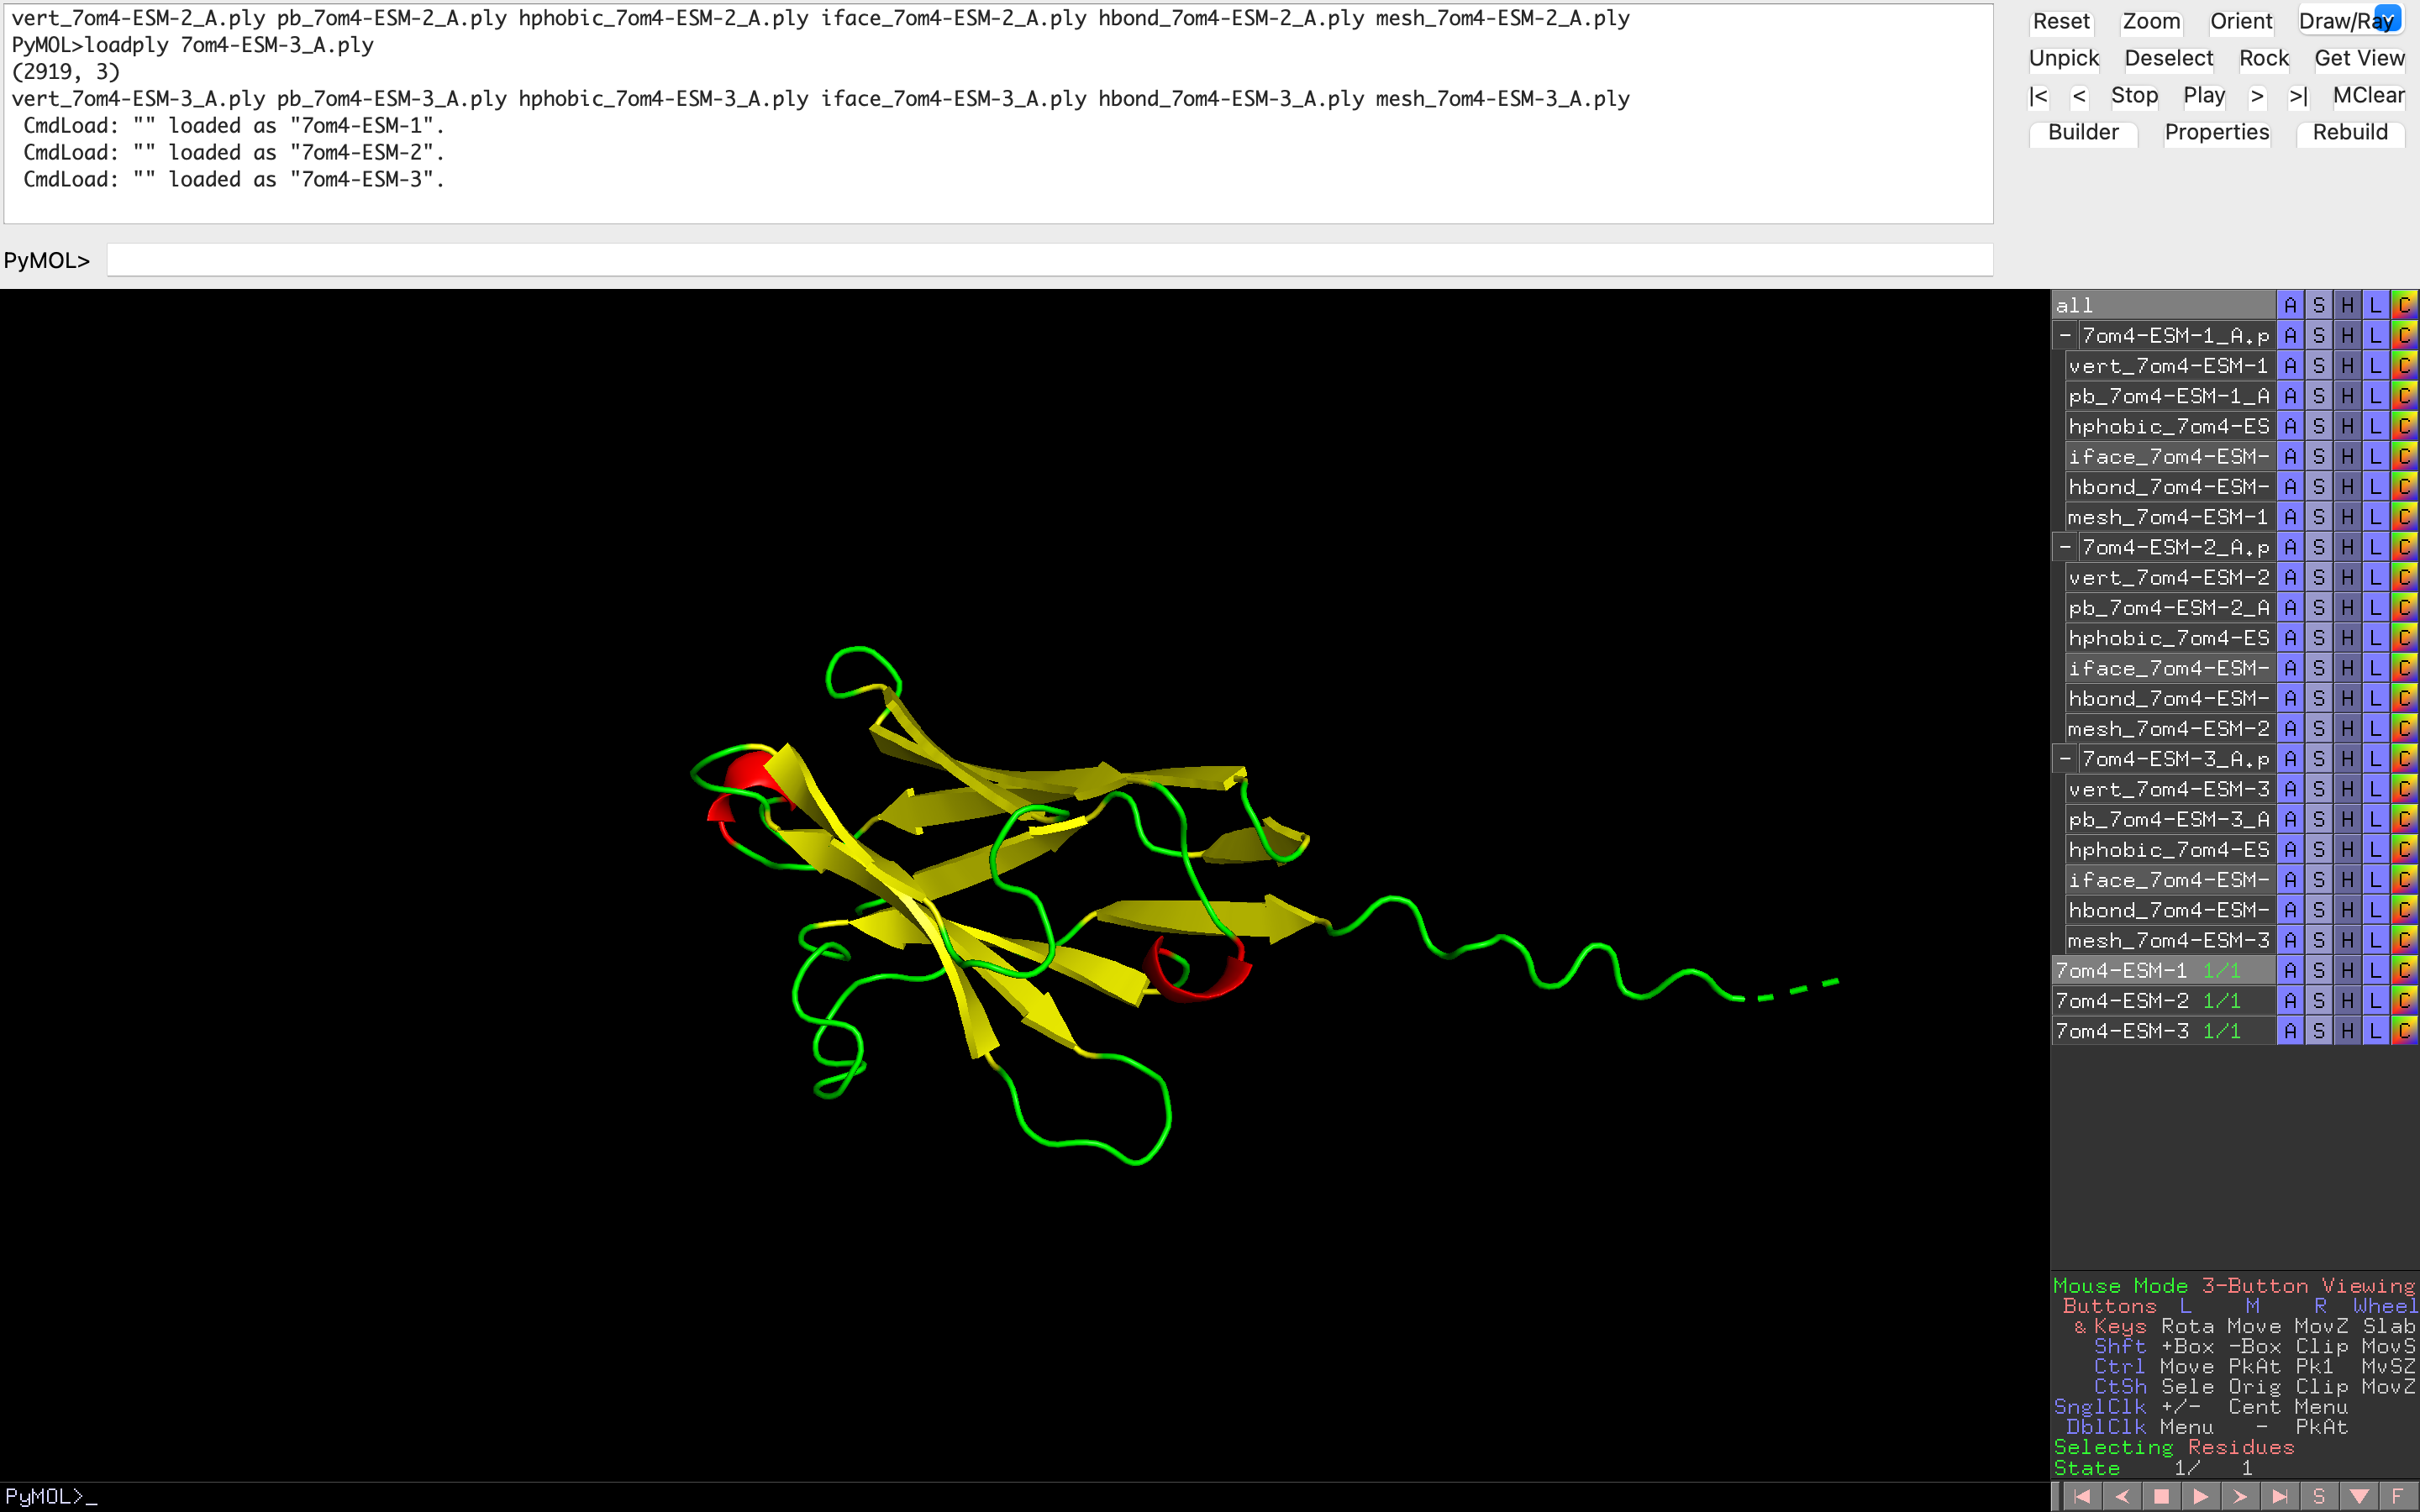 vert_7om4-ESM-2_A.ply pb_7om4-ESM-2_A.ply hphobic_7om4-ESM-2_A.ply iface_7om4-ESM-2_A.ply hbond_7om4-ESM-2_A.ply mesh_7om4-ESM-2_A.ply
PyMOL>loadply 7om4-ESM-3_A.ply
(2919, 3)
vert_7om4-ESM-3_A.ply pb_7om4-ESM-3_A.ply hphobic_7om4-ESM-3_A.ply iface_7om4-ESM-3_A.ply hbond_7om4-ESM-3_A.ply mesh_7om4-ESM-3_A.ply
CmdLoad: "" loaded as "7om4-ESM-1".
CmdLoad: "" loaded as "7om4-ESM-2".
CmdLoad: "" loaded as "7om4-ESM-3".
PyMOL>
Reset Zoom Orient Draw/Ray
Unpick Deselect Rock Get View
|< < Stop Play > >| MClear
Builder Properties Rebuild
all A S H L C
- 7om4-ESM-1_A.p A S H L C
vert_7om4-ESM-1 A S H L C
pb_7om4-ESM-1_A A S H L C
hphobic_7om4-ES A S H L C
iface_7om4-ESM- A S H L C
hbond_7om4-ESM- A S H L C
mesh_7om4-ESM-1 A S H L C
- 7om4-ESM-2_A.p A S H L C
vert_7om4-ESM-2 A S H L C
pb_7om4-ESM-2_A A S H L C
hphobic_7om4-ES A S H L C
iface_7om4-ESM- A S H L C
hbond_7om4-ESM- A S H L C
mesh_7om4-ESM-2 A S H L C
- 7om4-ESM-3_A.p A S H L C
vert_7om4-ESM-3 A S H L C
pb_7om4-ESM-3_A A S H L C
hphobic_7om4-ES A S H L C
iface_7om4-ESM- A S H L C
hbond_7om4-ESM- A S H L C
mesh_7om4-ESM-3 A S H L C
7om4-ESM-1 1/1 A S H L C
7om4-ESM-2 1/1 A S H L C
7om4-ESM-3 1/1 A S H L C
Mouse Mode 3-Button Viewing
Buttons L M R Wheel
& Keys Rota Move MovZ Slab
Shft +Box -Box Clip MovS
Ctrl Move PkAt Pk1 MvSZ
CtSh Sele Orig Clip MovZ
SnglClk +/- Cent Menu
DblClk Menu - PkAt
Selecting Residues
State 1/ 1
PyMOL>_
S F